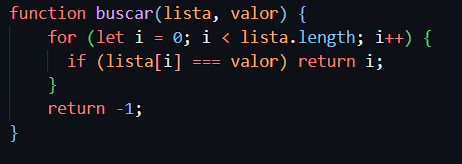 function buscar(lista, valor) {
    for (let i = 0; i < lista.length; i++) {
      if (lista[i] === valor) return i;
    }
    return -1;
}